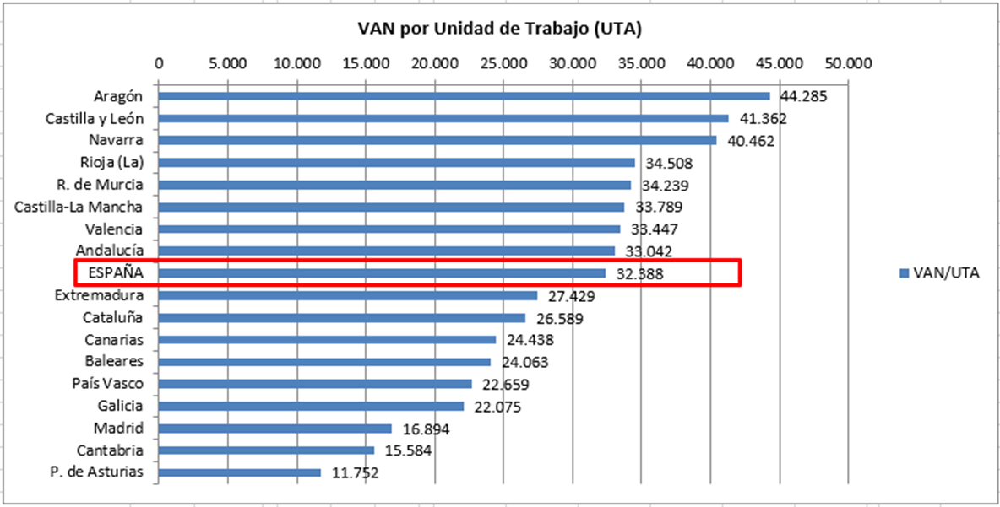 VAN por Unidad de Trabajo (UTA)
0 5.000 10.000 15.000 20.000 25.000 30.000 35.000 40.000 45.000 50.000
Aragón 44.285
Castilla y León 41.362
Navarra 40.462
Rioja (La) 34.508
R. de Murcia 34.239
Castilla-La Mancha 33.789
Valencia 33.447
Andalucía 33.042
ESPAÑA 32.388
VAN/UTA
Extremadura 27.429
Cataluña 26.589
Canarias 24.438
Baleares 24.063
País Vasco 22.659
Galicia 22.075
Madrid 16.894
Cantabria 15.584
P. de Asturias 11.752